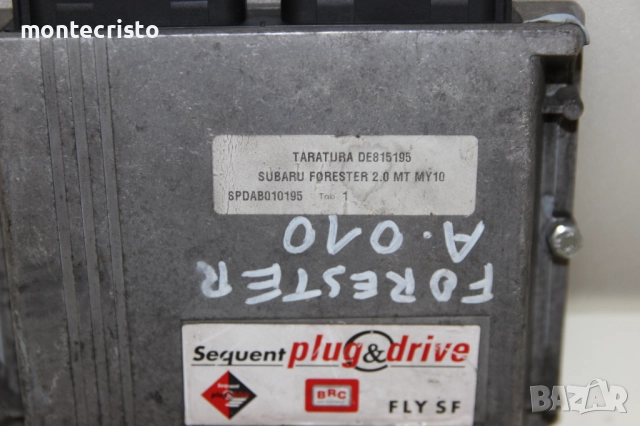 montecristo
TARATURA DE815195
SUBARU FORESTER 2.0 MT MY10
SPDAB010195 1
A.010
FORESTER
Sequent plug&drive
Sequent
BRC
FLY SF
BAZAR